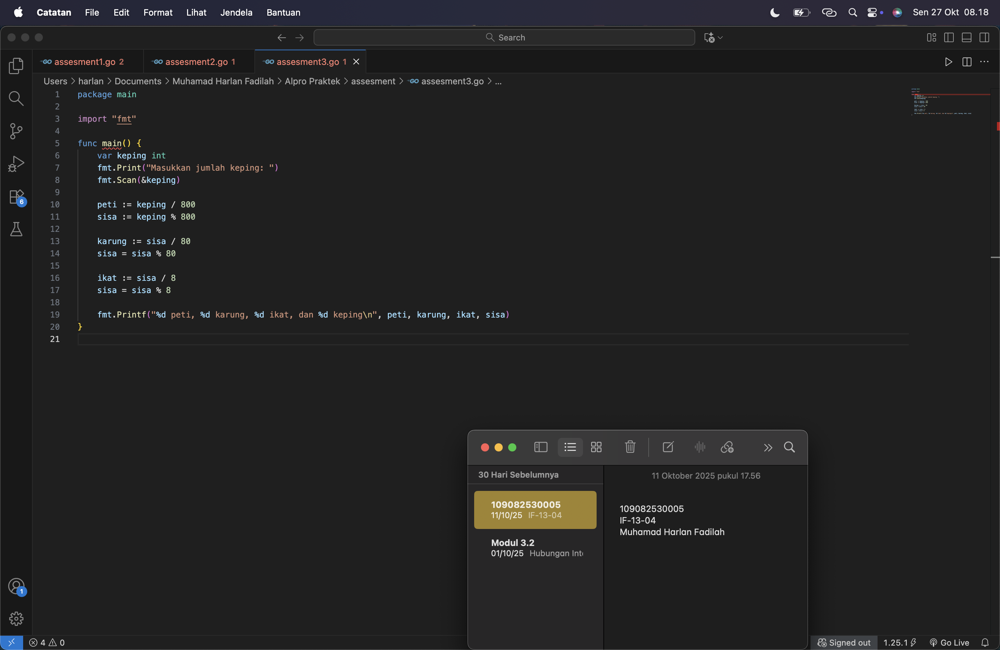 Catatan File Edit Format Lihat Jendela Bantuan Sen 27 Okt 08.18
Search
GO assesment1.go 2 GO assesment2.go 1 GO assesment3.go 1
Users > harlan > Documents > Muhamad Harlan Fadilah > Alpro Praktek > assesment > GO assesment3.go > ...
1 package main
2
3 import "fmt"
4
5 func main() {
6 var keping int
7 fmt.Print("Masukkan jumlah keping: ")
8 fmt.Scan(&keping)
9
10 peti := keping / 800
11 sisa := keping % 800
12
13 karung := sisa / 80
14 sisa = sisa % 80
15
16 ikat := sisa / 8
17 sisa = sisa % 8
18
19 fmt.Printf("%d peti, %d karung, %d ikat, dan %d keping\n", peti, karung, ikat, sisa)
20 }
21
6
1
30 Hari Sebelumnya
109082530005
11/10/25 IF-13-04
Modul 3.2
01/10/25 Hubungan Int
11 Oktober 2025 pukul 17.56
109082530005
IF-13-04
Muhamad Harlan Fadilah
4 0 Signed out 1.25.1 Go Live